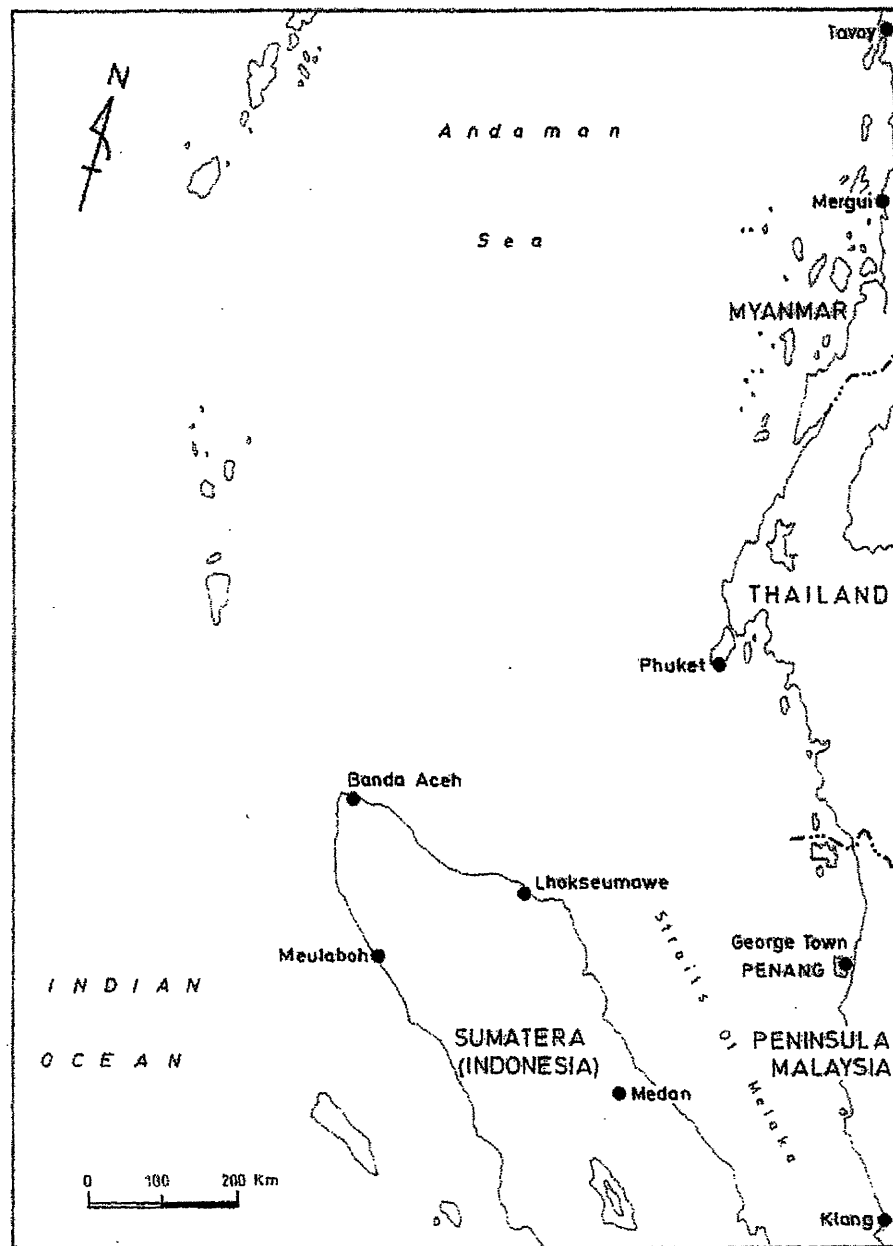 Tavoy
N
Andaman
Mergui
Sea
MYANMAR
THAILAND
Phuket
Banda Aceh
Lhokseumawe
Straits Of Melaka
George Town
Meulaboh
PENANG
INDIAN
OCEAN
SUMATERA
(INDONESIA)
PENINSULA
MALAYSIA
Medan
0 100 200 Km
Klang